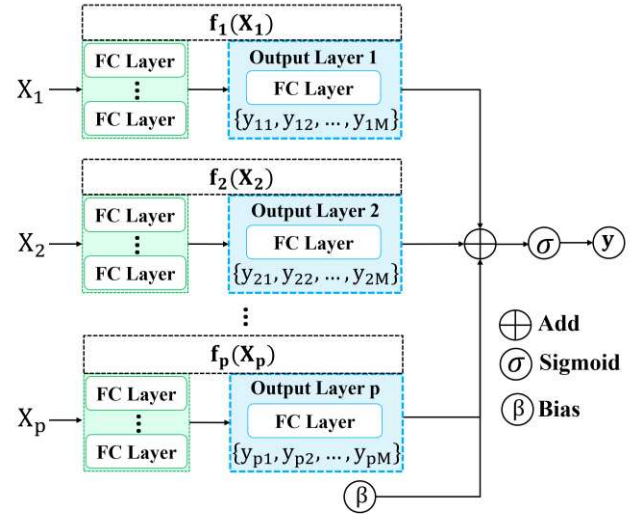 f₁(X₁)
X₁
FC Layer
⋮
FC Layer
Output Layer 1
FC Layer
{y₁₁, y₁₂, ..., y₁M}
f₂(X₂)
X₂
FC Layer
⋮
FC Layer
Output Layer 2
FC Layer
{y₂₁, y₂₂, ..., y₂M}
⋮
fₚ(Xₚ)
Xₚ
FC Layer
⋮
FC Layer
Output Layer p
FC Layer
{yₚ₁, yₚ₂, ..., yₚM}
σ
y
β
Add
σ Sigmoid
β Bias